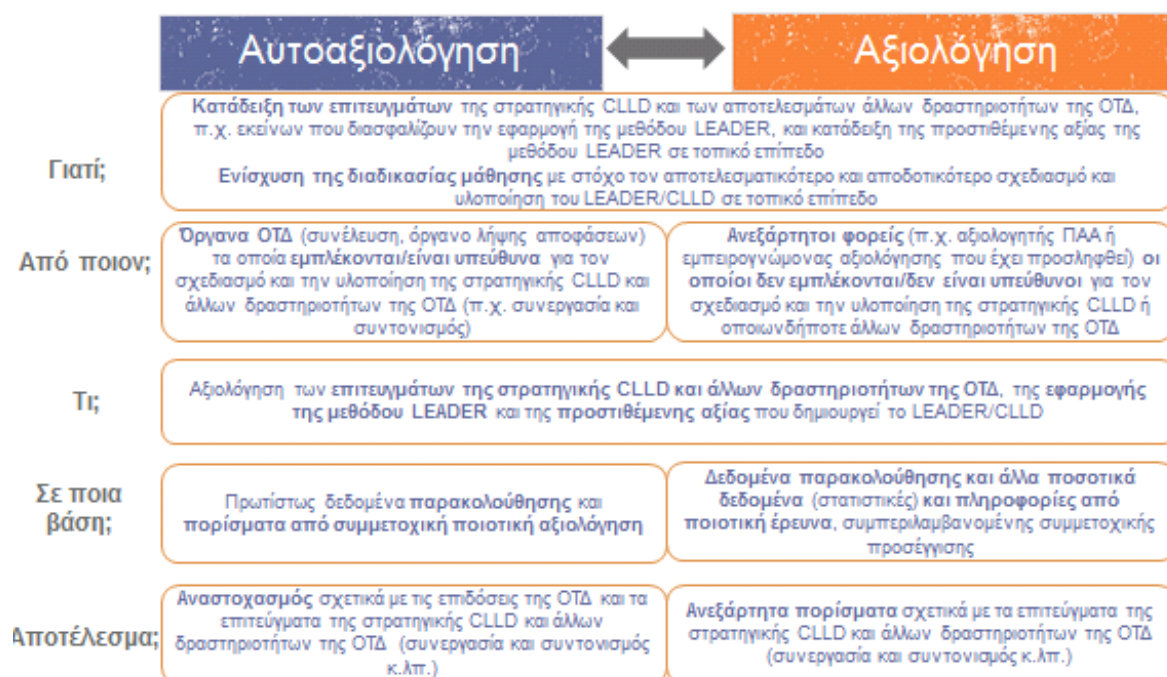 Αυτοαξιολόγηση
Αξιολόγηση
Γιατί;
Κατάδειξη των επιτευγμάτων της στρατηγικής CLLD και των αποτελεσμάτων άλλων δραστηριοτήτων της ΟΤΔ,
π.χ. εκείνων που διασφαλίζουν την εφαρμογή της μεθόδου LEADER, και κατάδειξη της προστιθέμενης αξίας της
μεθόδου LEADER σε τοπικό επίπεδο
Ενίσχυση της διαδικασίας μάθησης με στόχο τον αποτελεσματικότερο και αποδοτικότερο σχεδιασμό και
υλοποίηση του LEADER/CLLD σε τοπικό επίπεδο
Από ποιον;
Όργανα ΟΤΔ (συνέλευση, όργανο λήψης αποφάσεων)
τα οποία εμπλέκονται/είναι υπεύθυνα για τον
σχεδιασμό και την υλοποίηση της στρατηγικής CLLD και
άλλων δραστηριοτήτων της ΟΤΔ (π.χ. συνεργασία και
συντονισμός)
Ανεξάρτητοι φορείς (π.χ. αξιολογητής ΠΑΑ ή
εμπειρογνώμονας αξιολόγησης που έχει προσληφθεί) οι
οποίοι δεν εμπλέκονται/δεν είναι υπεύθυνοι για τον
σχεδιασμό και την υλοποίηση της στρατηγικής CLLD ή
οποιωνδήποτε άλλων δραστηριοτήτων της ΟΤΔ
Τι;
Αξιολόγηση των επιτευγμάτων της στρατηγικής CLLD και άλλων δραστηριοτήτων της ΟΤΔ, της εφαρμογής
της μεθόδου LEADER και της προστιθέμενης αξίας που δημιουργεί το LEADER/CLLD
Σε ποια
βάση;
Πρωτίστως δεδομένα παρακολούθησης και
πορίσματα από συμμετοχική ποιοτική αξιολόγηση
Δεδομένα παρακολούθησης και άλλα ποσοτικά
δεδομένα (στατιστικές) και πληροφορίες από
ποιοτική έρευνα, συμπεριλαμβανομένης συμμετοχικής
προσέγγισης
Αποτέλεσμα;
Αναστοχασμός σχετικά με τις επιδόσεις της ΟΤΔ και τα
επιτεύγματα της στρατηγικής CLLD και άλλων
δραστηριοτήτων της ΟΤΔ (συνεργασία και συντονισμός
κ.λπ.)
Ανεξάρτητα πορίσματα σχετικά με τα επιτεύγματα της
στρατηγικής CLLD και άλλων δραστηριοτήτων της ΟΤΔ
(συνεργασία και συντονισμός κ.λπ.)